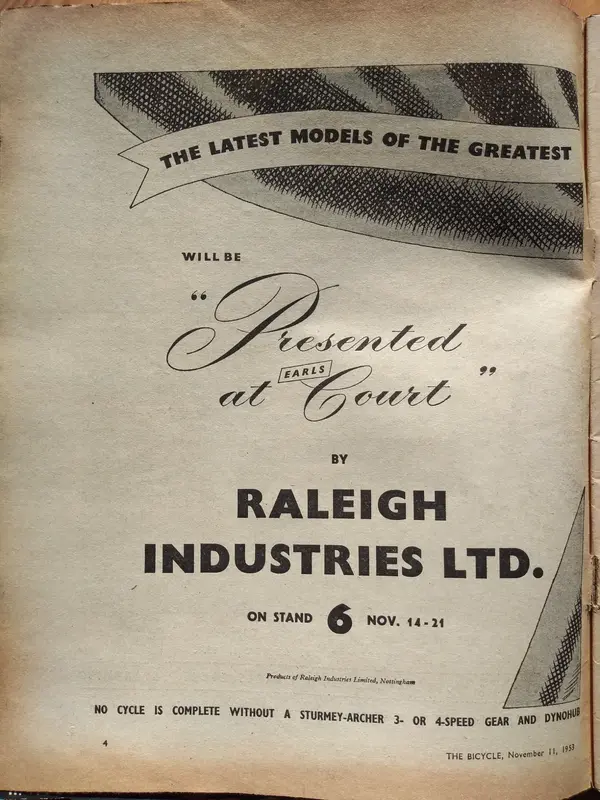 THE LATEST MODELS OF THE GREATEST
WILL BE
“Presented
EARLS
at Court”
BY
RALEIGH
INDUSTRIES LTD.
ON STAND 6 NOV. 14-21
Products of Raleigh Industries Limited, Nottingham
NO CYCLE IS COMPLETE WITHOUT A STURMEY-ARCHER 3- OR 4-SPEED GEAR AND DYNOHUB
4
THE BICYCLE, November 11, 1953